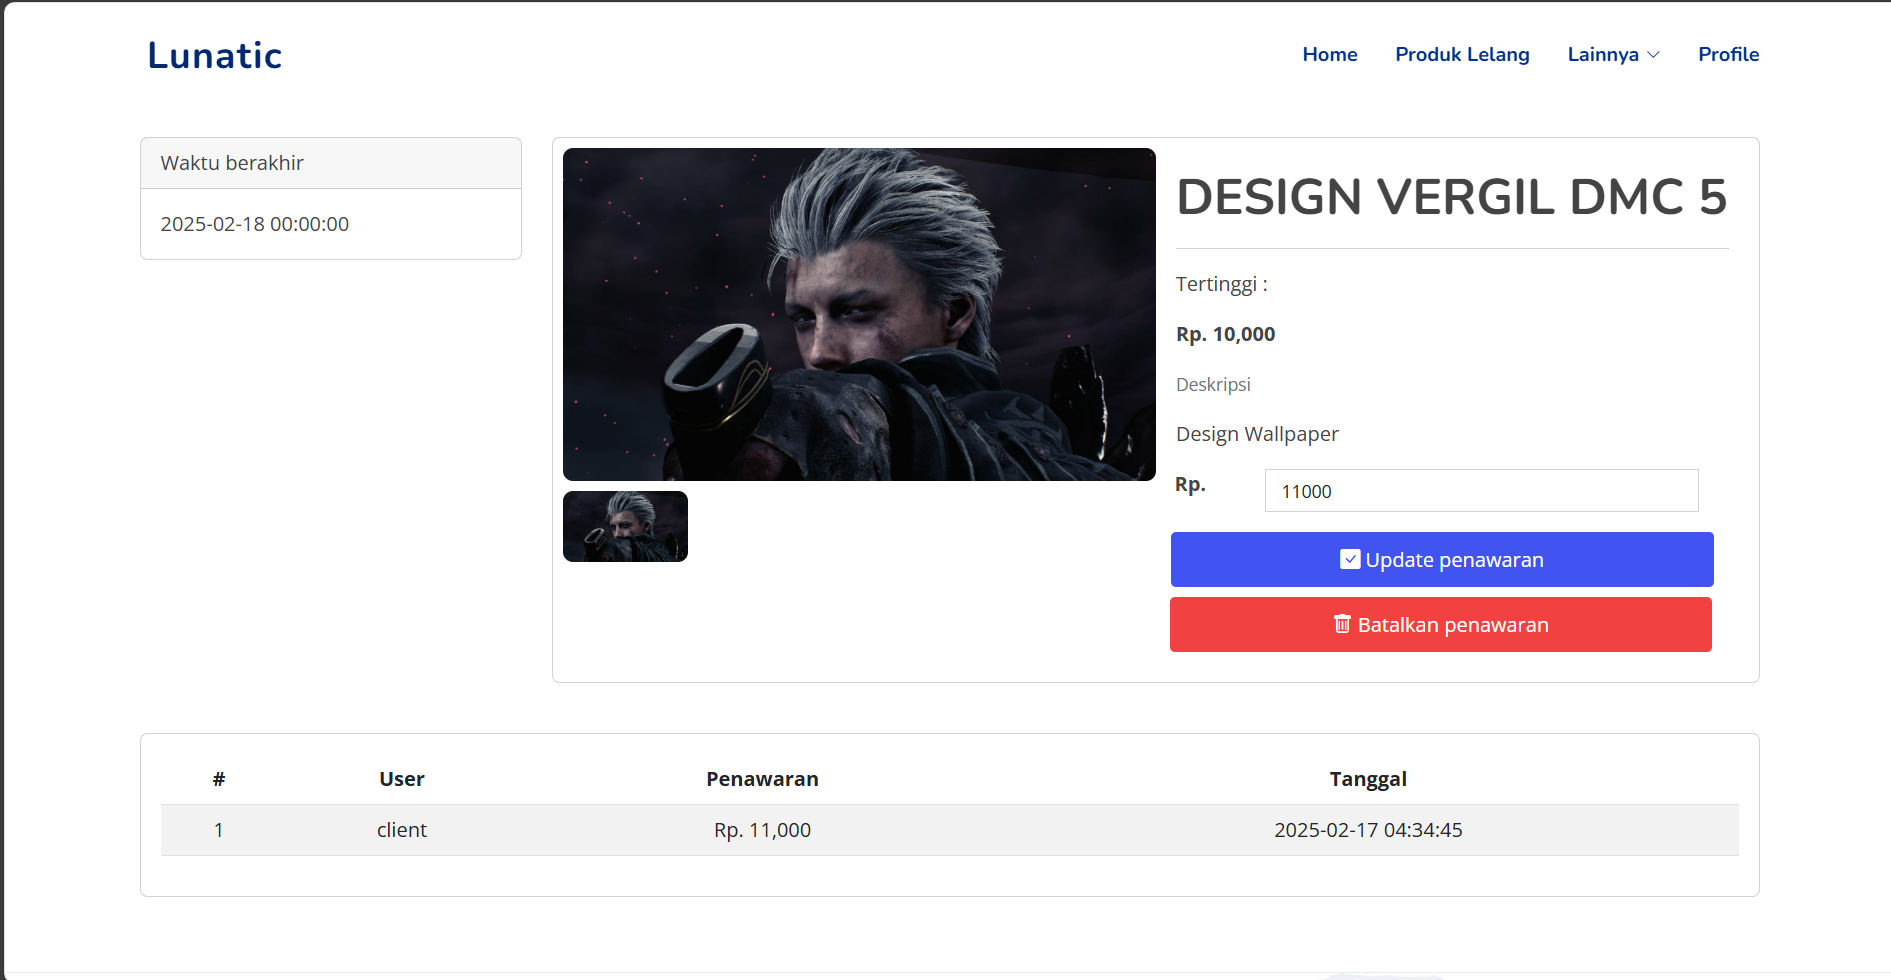 Lunatic
Home Produk Lelang Lainnya Profile
Waktu berakhir
2025-02-18 00:00:00
DESIGN VERGIL DMC 5
Tertinggi :
Rp. 10,000
Deskripsi
Design Wallpaper
Rp. 11000
Update penawaran
Batalkan penawaran
# User Penawaran Tanggal
1 client Rp. 11,000 2025-02-17 04:34:45